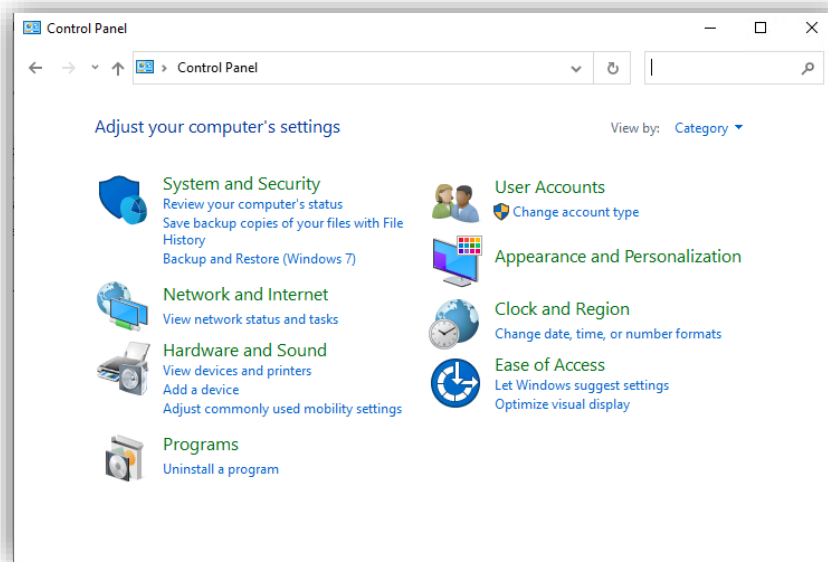 Control Panel
Control Panel
Adjust your computer's settings
View by: Category
System and Security
Review your computer's status
Save backup copies of your files with File
History
Backup and Restore (Windows 7)
Network and Internet
View network status and tasks
Hardware and Sound
View devices and printers
Add a device
Adjust commonly used mobility settings
Programs
Uninstall a program
User Accounts
Change account type
Appearance and Personalization
Clock and Region
Change date, time, or number formats
Ease of Access
Let Windows suggest settings
Optimize visual display